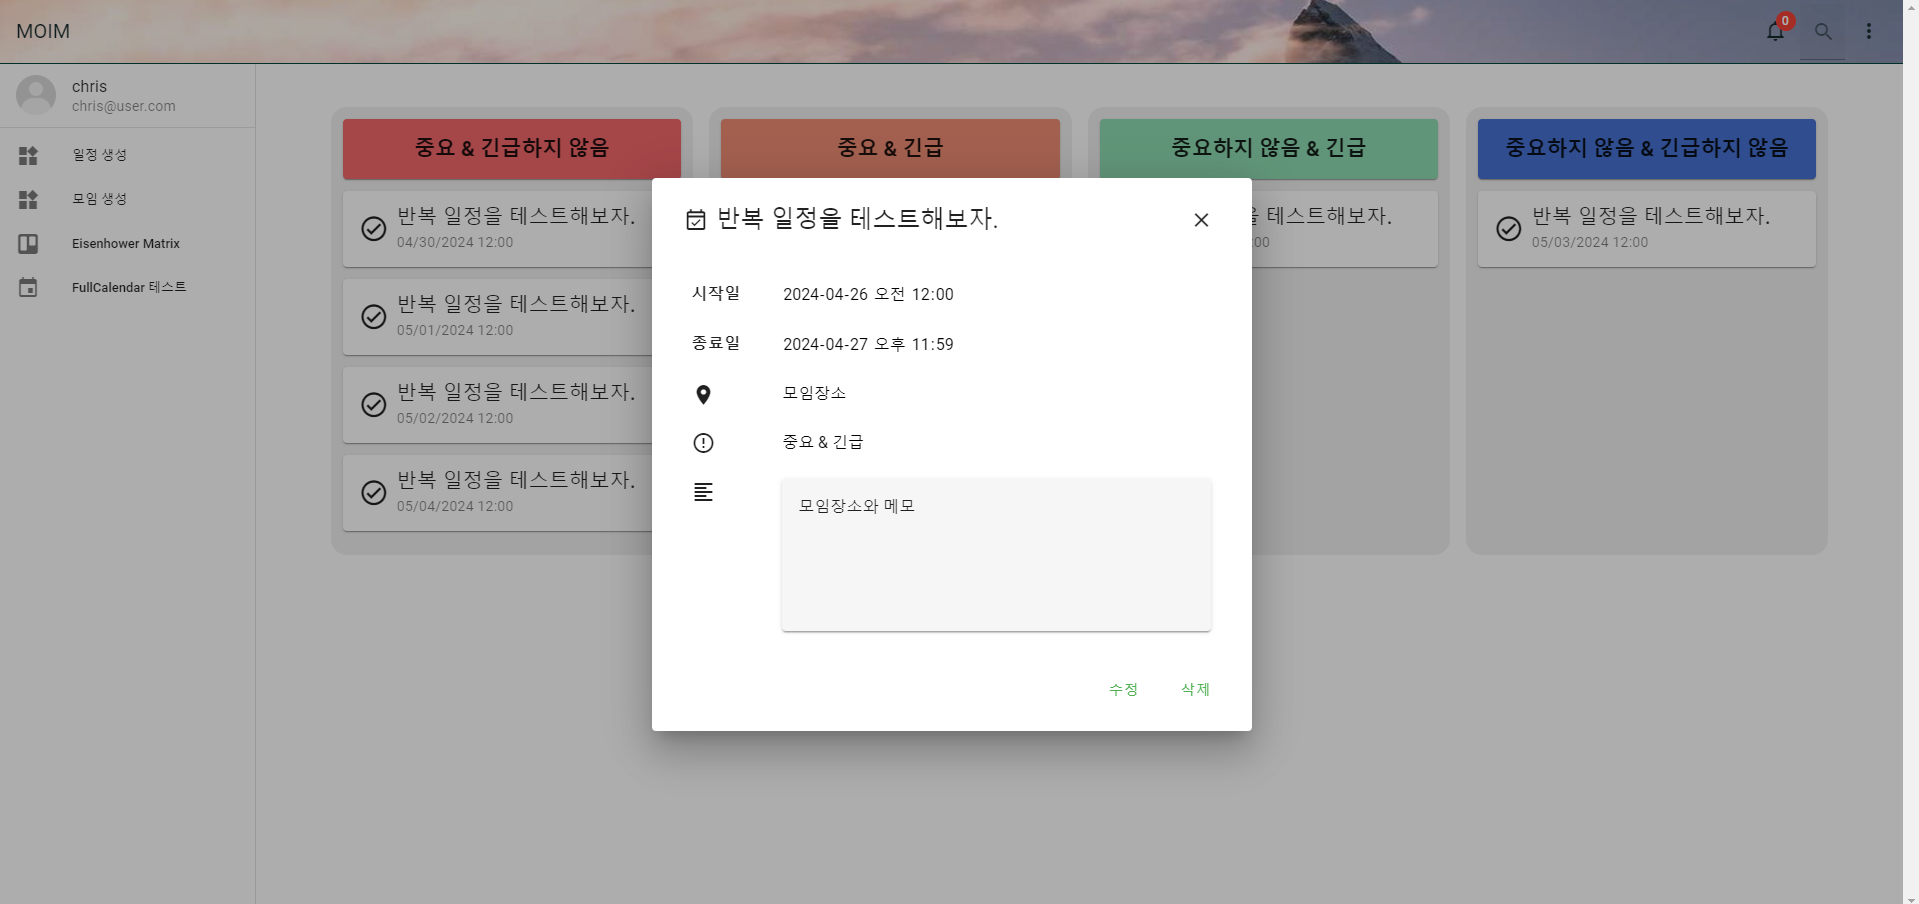 MOIM
0
chris
chris@user.com
일정 생성
모임 생성
Eisenhower Matrix
FullCalendar 테스트
중요 & 긴급하지 않음
반복 일정을 테스트해보자.
04/30/2024 12:00
반복 일정을 테스트해보자.
05/01/2024 12:00
반복 일정을 테스트해보자.
05/02/2024 12:00
반복 일정을 테스트해보자.
05/04/2024 12:00
중요 & 긴급
중요하지 않음 & 긴급
테스트해보자.
:00
중요하지 않음 & 긴급하지 않음
반복 일정을 테스트해보자.
05/03/2024 12:00
반복 일정을 테스트해보자.
시작일 2024-04-26 오전 12:00
종료일 2024-04-27 오후 11:59
모임장소
중요 & 긴급
모임장소와 메모
수정 삭제